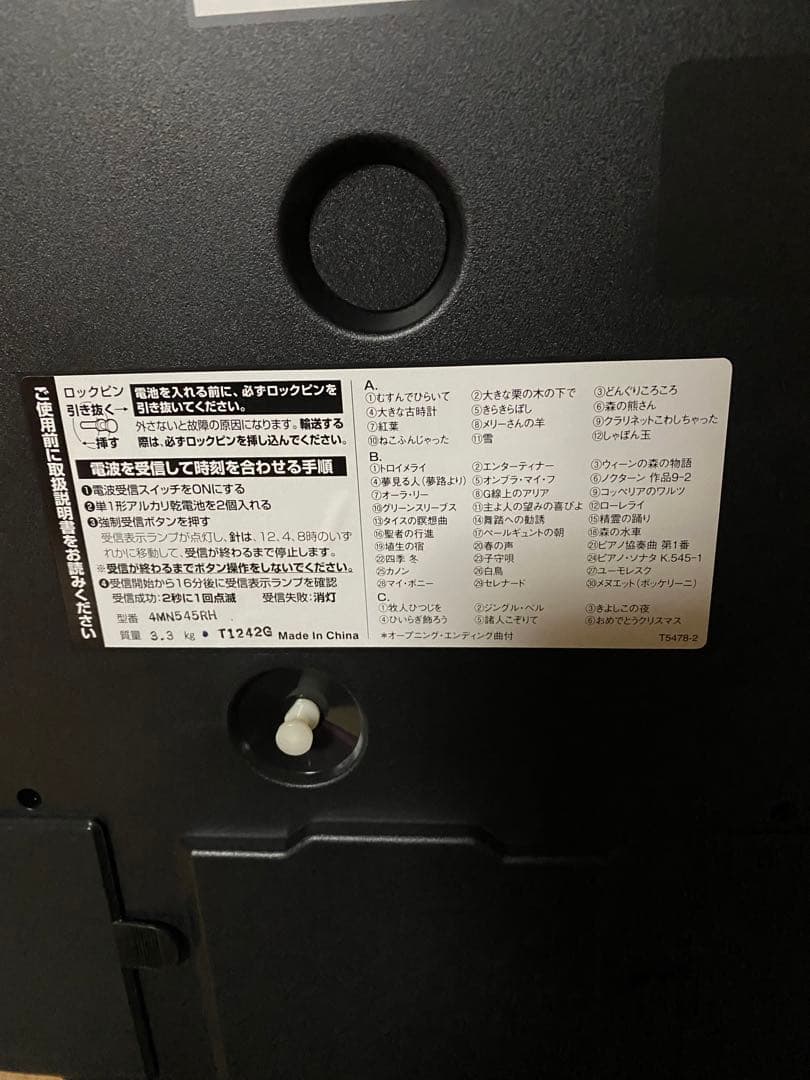 ご使用前に取扱説明書をお読みください
ロックピン
引き抜く
挿す
電池を入れる前に、必ずロックピンを
引き抜いてください。
外さないと故障の原因になります。輸送する
際は、必ずロックピンを挿し込んでください。
電波を受信して時刻を合わせる手順
❶電波受信スイッチをONにする
❷単1形アルカリ乾電池を2個入れる
❸強制受信ボタンを押す
受信表示ランプが点灯し、針は、12、4、8時のいず
れかに移動して、受信が終わるまで停止します。
※受信が終わるまでボタン操作をしないでください。
❹受信開始から16分後に受信表示ランプを確認
受信成功:2秒に1回点滅 受信失敗:消灯
型番 4MN545RH
質量 3.3 kg • T1242G Made In China
A.
①むすんでひらいて ②大きな栗の木の下で ③どんぐりころころ
④大きな古時計 ⑤きらきらぼし ⑥森の熊さん
⑦紅葉 ⑧メリーさんの羊 ⑨クラリネットこわしちゃった
⑩ねこふんじゃった ⑪雪 ⑫しゃぼん玉
B.
①トロイメライ ②エンターティナー ③ウィーンの森の物語
④夢見る人(夢路より) ⑤オンブラ・マイ・フ ⑥ノクターン 作品9-2
⑦オーラ・リー ⑧G線上のアリア ⑨コッペリアのワルツ
⑩グリーンスリーブス ⑪主よ人の望みの喜びよ ⑫ローレライ
⑬タイスの瞑想曲 ⑭舞踏への勧誘 ⑮精霊の踊り
⑯聖者の行進 ⑰ペールギュントの朝 ⑱森の水車
⑲埴生の宿 ⑳春の声 ㉑ピアノ協奏曲 第1番
㉒四季 冬 ㉓子守唄 ㉔ピアノ・ソナタ K.545-1
㉕カノン ㉖白鳥 ㉗ユーモレスク
㉘マイ・ボニー ㉙セレナード ㉚メヌエット(ボッケリーニ)
C.
①牧人ひつじを ②ジングル・ベル ③きよしこの夜
④ひいらぎ飾ろう ⑤諸人こぞりて ⑥おめでとうクリスマス
*オープニング・エンディング曲付 T5478-2